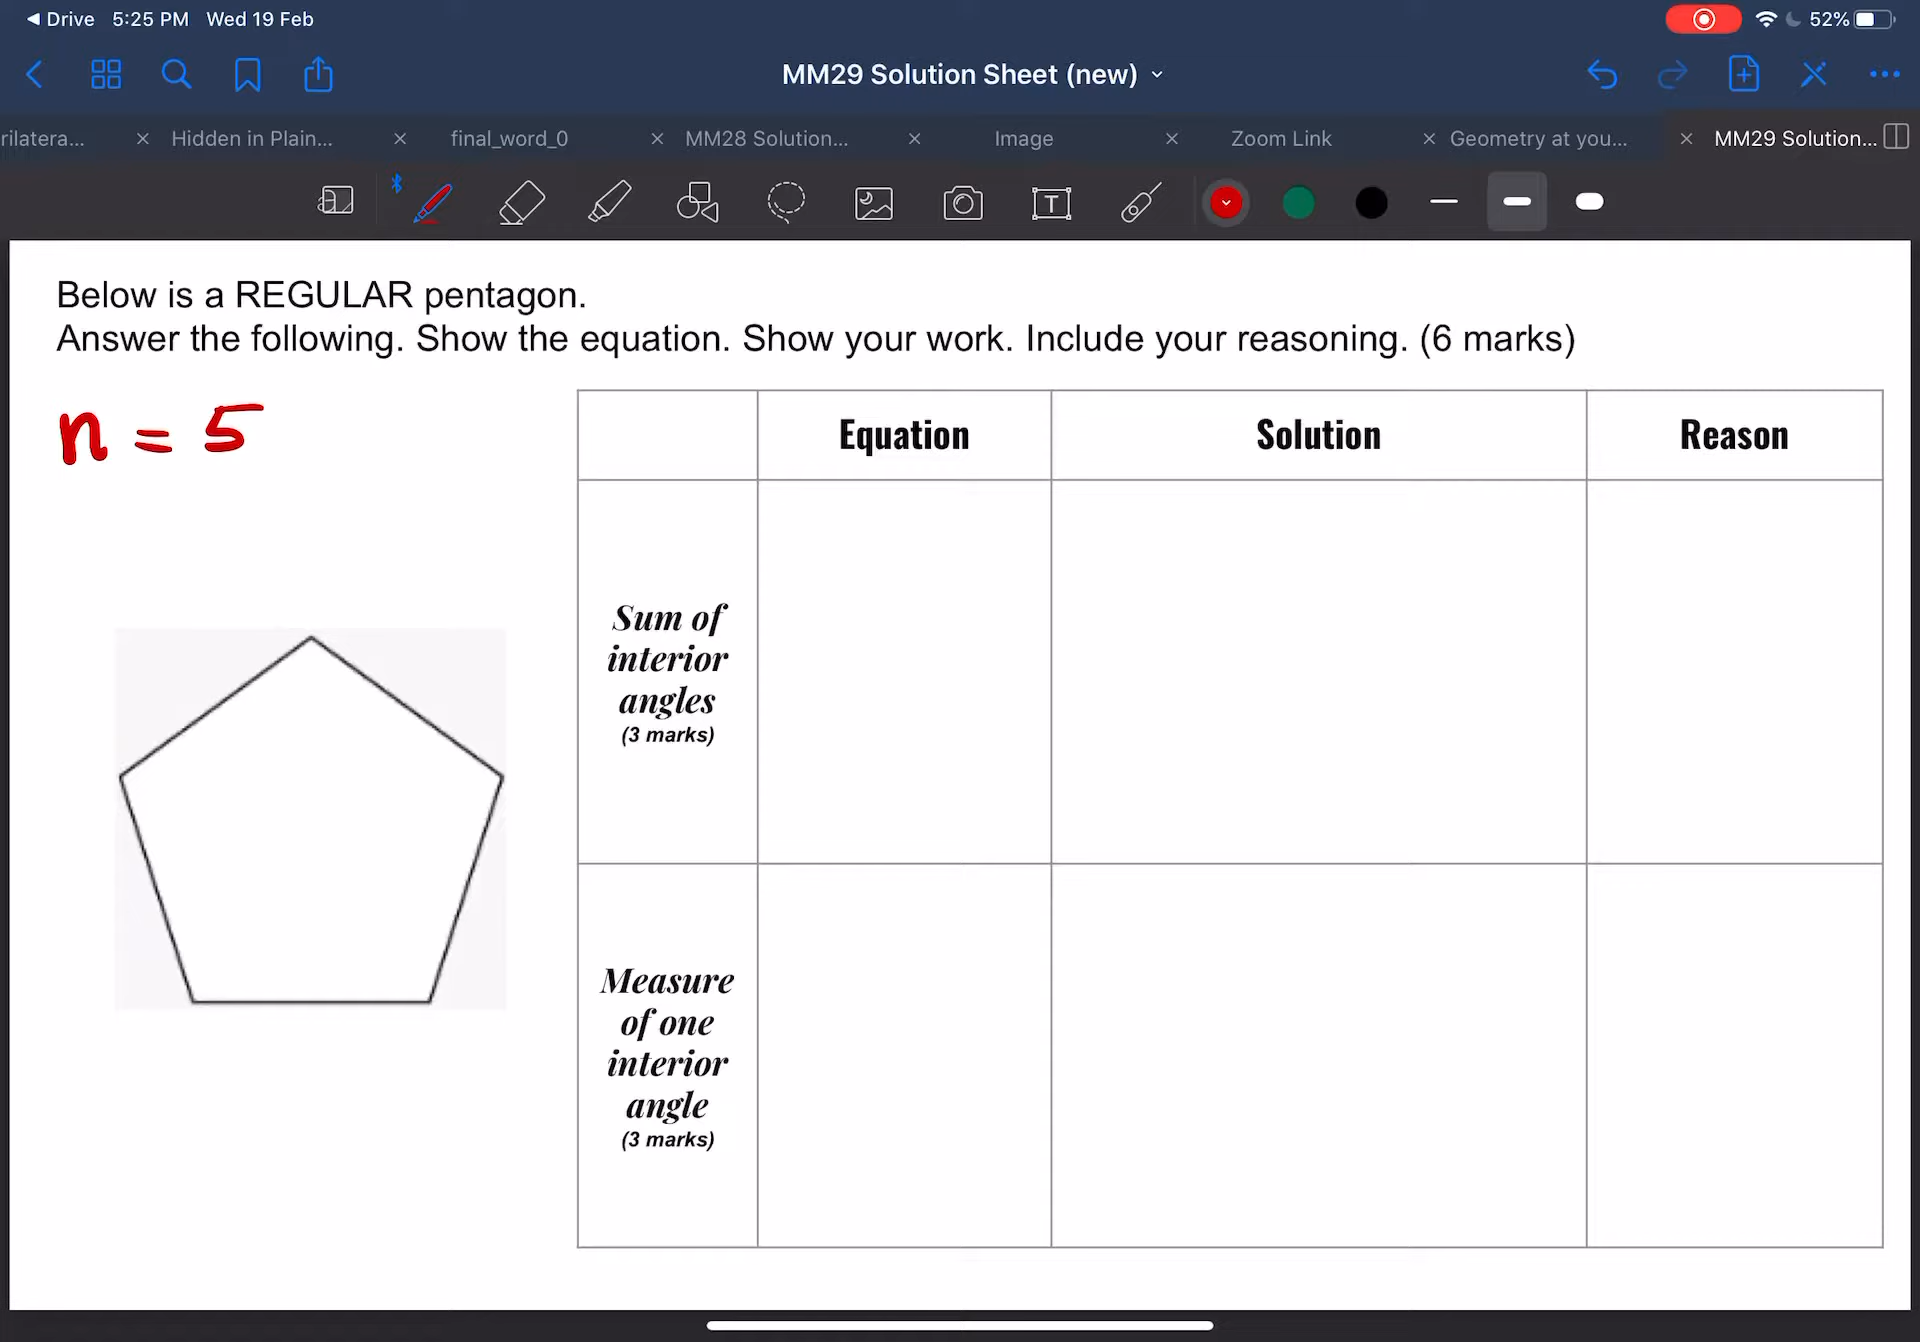 Drive 5:25 PM Wed 19 Feb
52%
MM29 Solution Sheet (new)
rilatera... Hidden in Plain... final_word_0 MM28 Solution... Image Zoom Link Geometry at you... MM29 Solution...
Below is a REGULAR pentagon.
Answer the following. Show the equation. Show your work. Include your reasoning. (6 marks)
n = 5
Equation Solution Reason
Sum of
interior
angles
(3 marks)
Measure
of one
interior
angle
(3 marks)